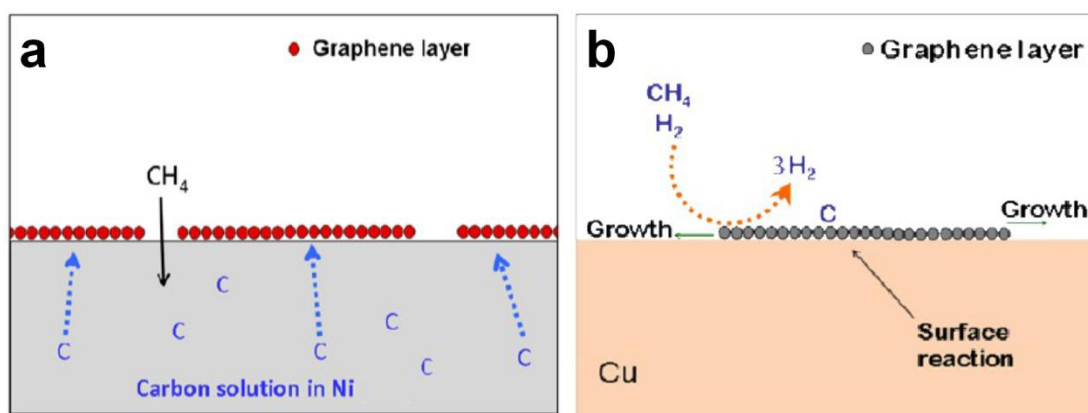 a
Graphene layer
CH₄
C
C
C
C
C
C
C
Carbon solution in Ni
b
Graphene layer
CH₄
H₂
3H₂
C
Growth
Growth
Surface
reaction
Cu